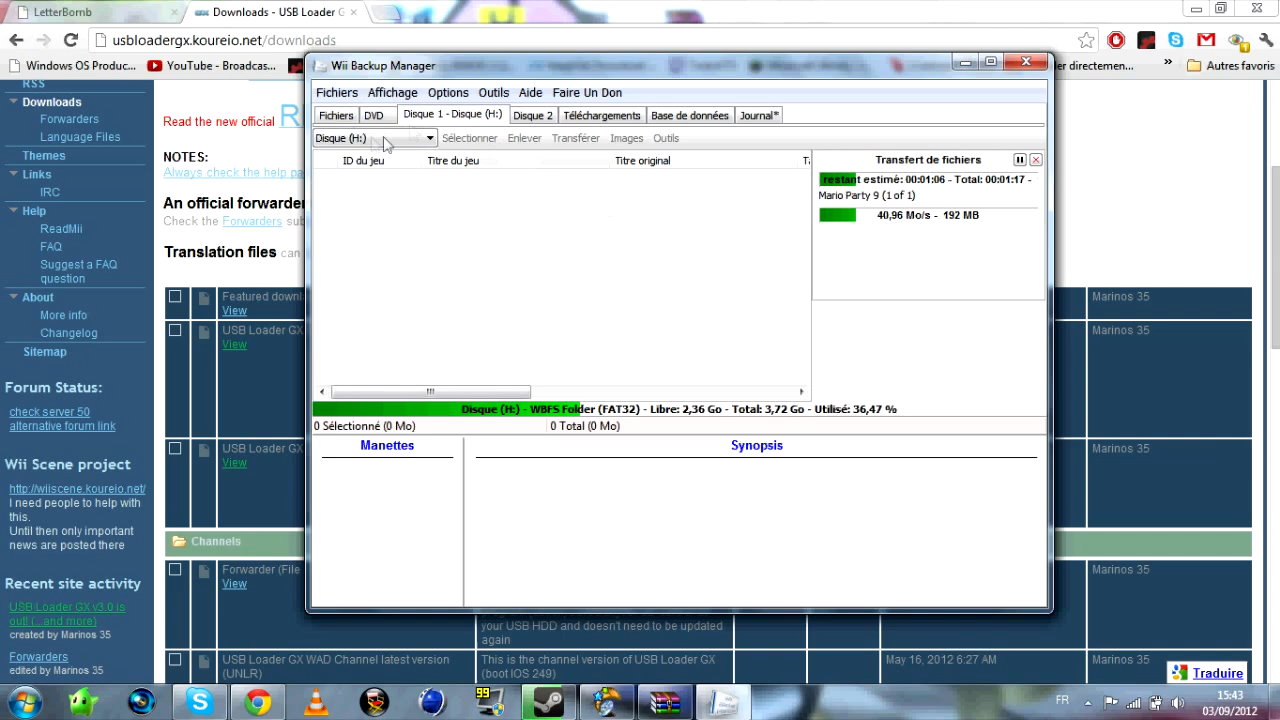 LetterBomb
Downloads - USB Loader G
usbloadergx.koureio.net/downloads
Windows OS Produc...
YouTube - Broadcas...
der directemen...
»
Autres favoris
Wii Backup Manager
Fichiers Affichage Options Outils Aide Faire Un Don
Fichiers DVD Disque 1 - Disque (H:) Disque 2 Téléchargements Base de données Journal*
Disque (H:) Sélectionner Enlever Transférer Images Outils
ID du jeu Titre du jeu Titre original
Transfert de fichiers
restant estimé: 00:01:06 - Total: 00:01:17 -
Mario Party 9 (1 of 1)
40,96 Mo/s - 192 MB
Disque (H:) - WBFS Folder (FAT32) - Libre: 2,36 Go - Total: 3,72 Go - Utilisé: 36,47 %
0 Sélectionné (0 Mo) 0 Total (0 Mo)
Manettes Synopsis
RSS
Downloads
Forwarders
Language Files
Themes
Links
IRC
Help
ReadMii
FAQ
Suggest a FAQ
question
About
More info
Changelog
Sitemap
Forum Status:
check server 50
alternative forum link
Wii Scene project
http://wiiscene.koureio.net/
I need people to help with
this.
Until then only important
news are posted there
Recent site activity
USB Loader GX v3.0 is
out! (...and more)
created by Marinos 35
Forwarders
edited by Marinos 35
Read the new official
NOTES:
Always check the help pa
An official forwarder
Check the Forwarders sub
Translation files can
Featured downl
View
Marinos 35
USB Loader GX
View
Marinos 35
USB Loader GX
View
Marinos 35
Channels
Forwarder (File
View
Marinos 35
your USB HDD and doesn't need to be updated
again
USB Loader GX WAD Channel latest version
(UNLR)
This is the channel version of USB Loader GX
(boot IOS 249)
May 16, 2012 6:27 AM
Marinos 35
Traduire
99
FR
15:43
03/09/2012